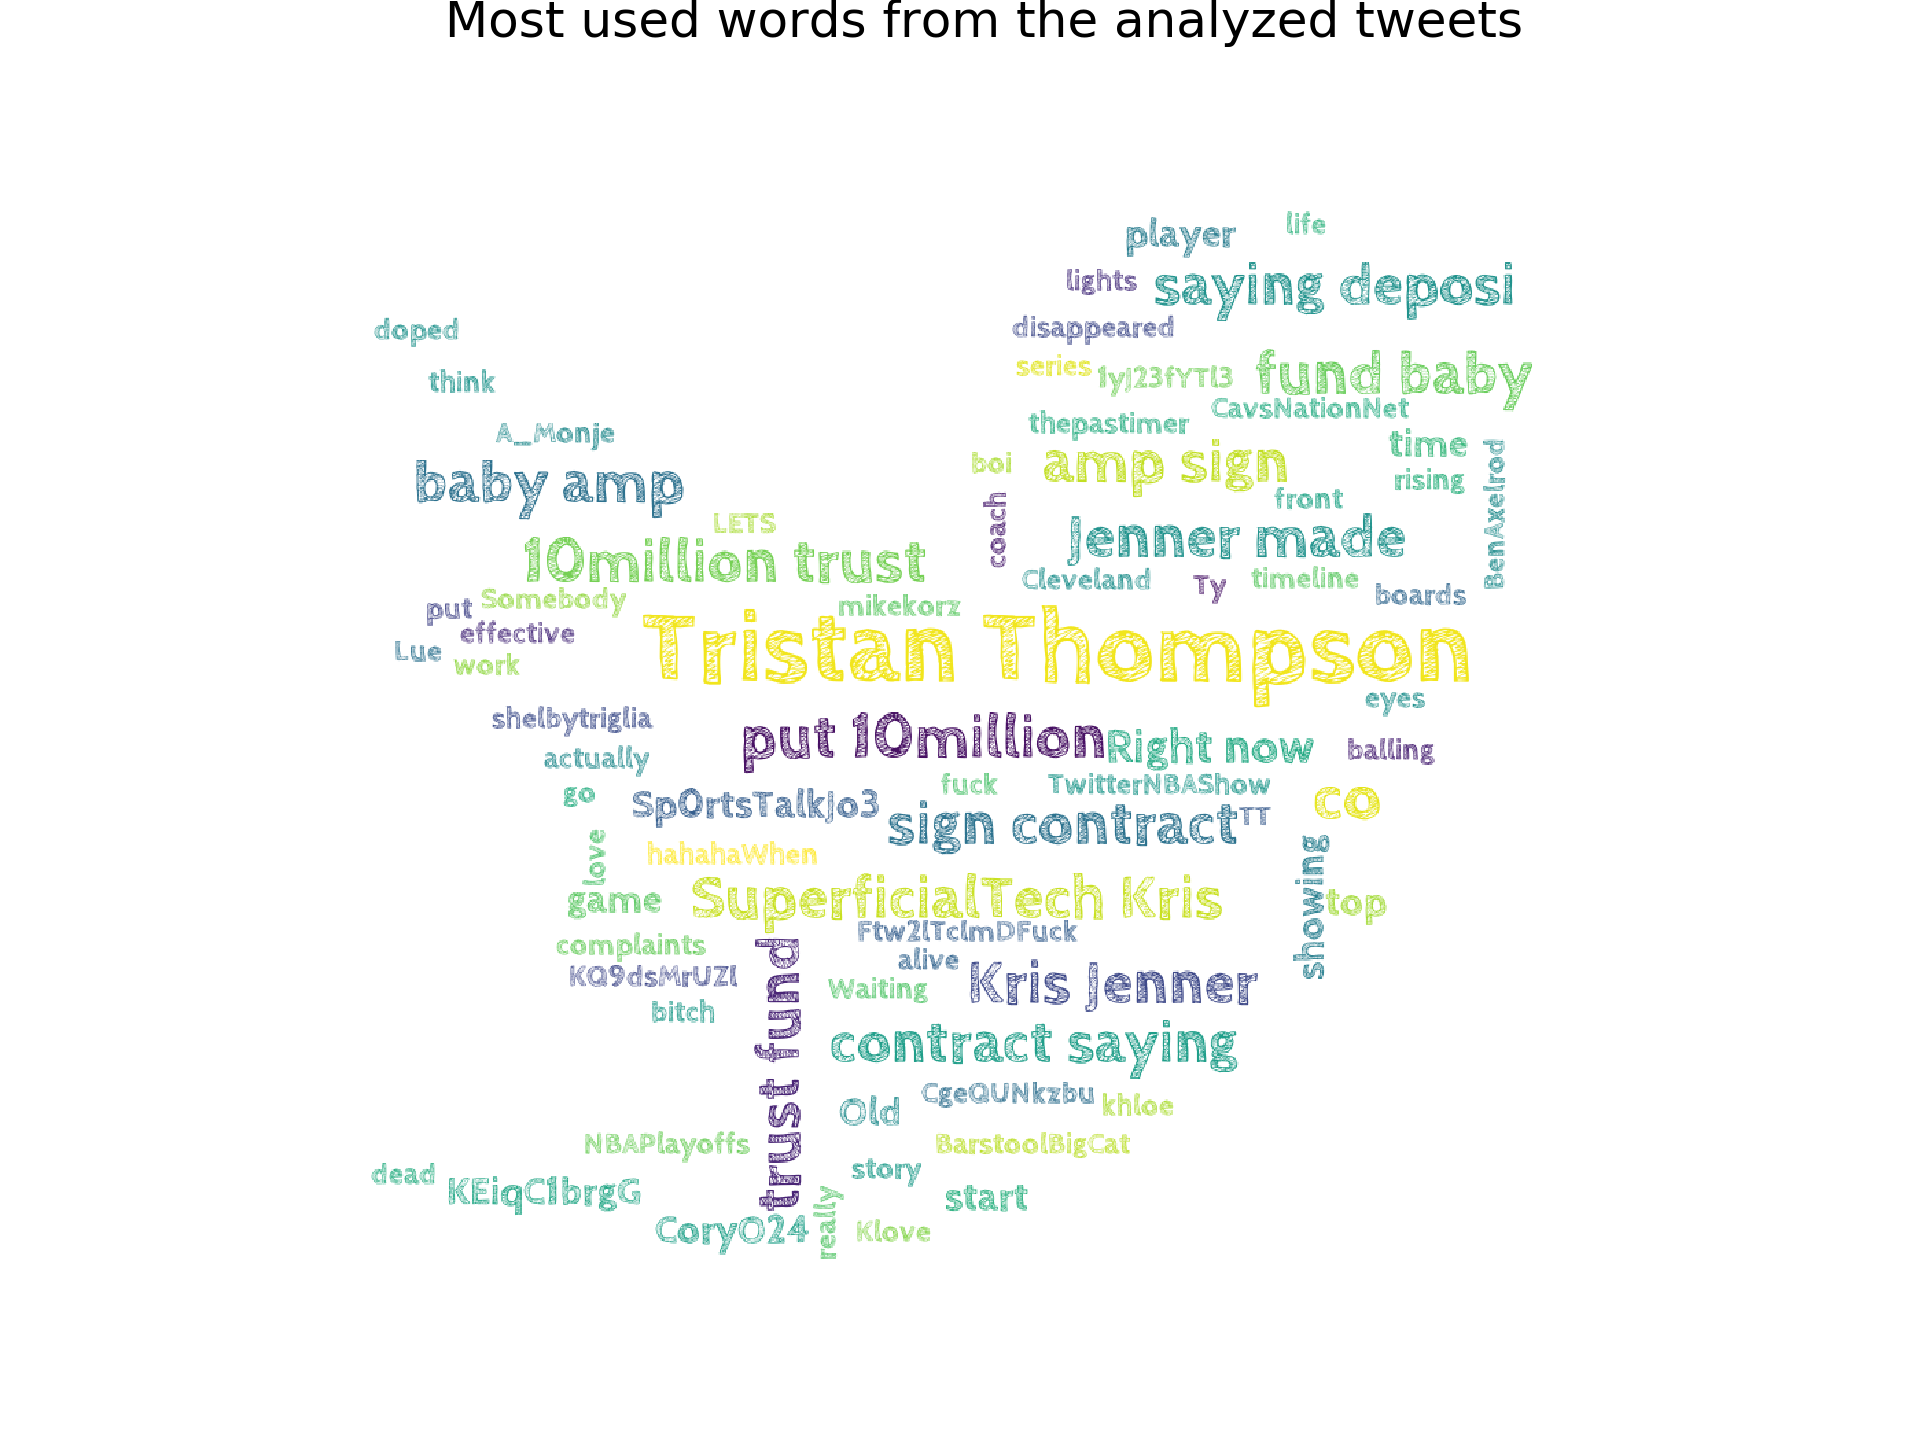 Most used words from the analyzed tweets
player
life
lights
saying deposi
doped
disappeared
think
series
1yJ23fYTl3
fund baby
CavsNationNet
A_Monje
thepastimer
time
baby amp
boi
amp sign
rising
BenAxelrod
LETS
coach
front
10million trust
Jenner made
Cleveland
Ty
timeline
boards
put
Somebody
mikekorz
effective
Lue
work
Tristan Thompson
eyes
shelbytriglia
put 10million
Right now
balling
actually
go
fuck
TwitterNBAShow
Sp0rtsTalkJo3
sign contract
TT
co
love
hahahaWhen
showing
game
SuperficialTech Kris
top
complaints
Ftw2lTclmDFuck
KQ9dsMrUZl
alive
trust fund
Waiting
Kris Jenner
bitch
contract saying
Old
CgeQUNkzbu
khloe
NBAPlayoffs
BarstoolBigCat
dead
KEiqC1brgG
story
start
CoryO24
really
Klove